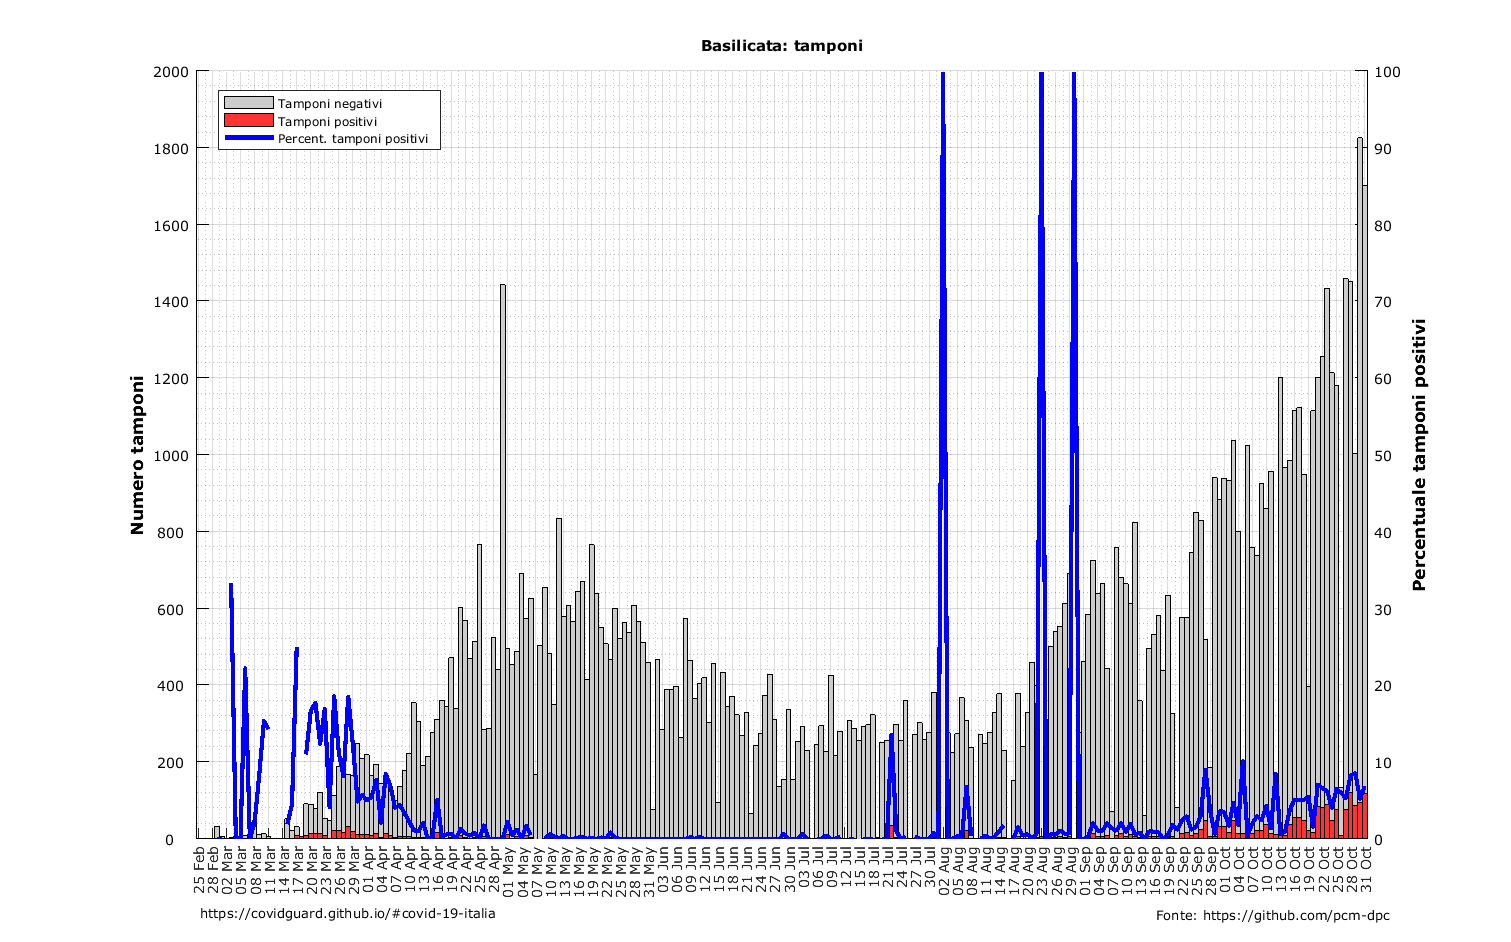 Basilicata: tamponi
Tamponi negativi
Tamponi positivi
Percent. tamponi positivi
Numero tamponi
2000
1800
1600
1400
1200
1000
800
600
400
200
0
100
90
80
70
60
50
40
30
20
10
0
Percentuale tamponi positivi
25 Feb
28 Feb
02 Mar
05 Mar
08 Mar
11 Mar
14 Mar
17 Mar
20 Mar
23 Mar
26 Mar
29 Mar
01 Apr
04 Apr
07 Apr
10 Apr
13 Apr
16 Apr
19 Apr
22 Apr
25 Apr
28 Apr
01 May
04 May
07 May
10 May
13 May
16 May
19 May
22 May
25 May
28 May
31 May
03 Jun
06 Jun
09 Jun
12 Jun
15 Jun
18 Jun
21 Jun
24 Jun
27 Jun
30 Jun
03 Jul
06 Jul
09 Jul
12 Jul
15 Jul
18 Jul
21 Jul
24 Jul
27 Jul
30 Jul
02 Aug
05 Aug
08 Aug
11 Aug
14 Aug
17 Aug
20 Aug
23 Aug
26 Aug
29 Aug
01 Sep
04 Sep
07 Sep
10 Sep
13 Sep
16 Sep
19 Sep
22 Sep
25 Sep
28 Sep
01 Oct
04 Oct
07 Oct
10 Oct
13 Oct
16 Oct
19 Oct
22 Oct
25 Oct
28 Oct
31 Oct
https://covidguard.github.io/#covid-19-italia
Fonte: https://github.com/pcm-dpc